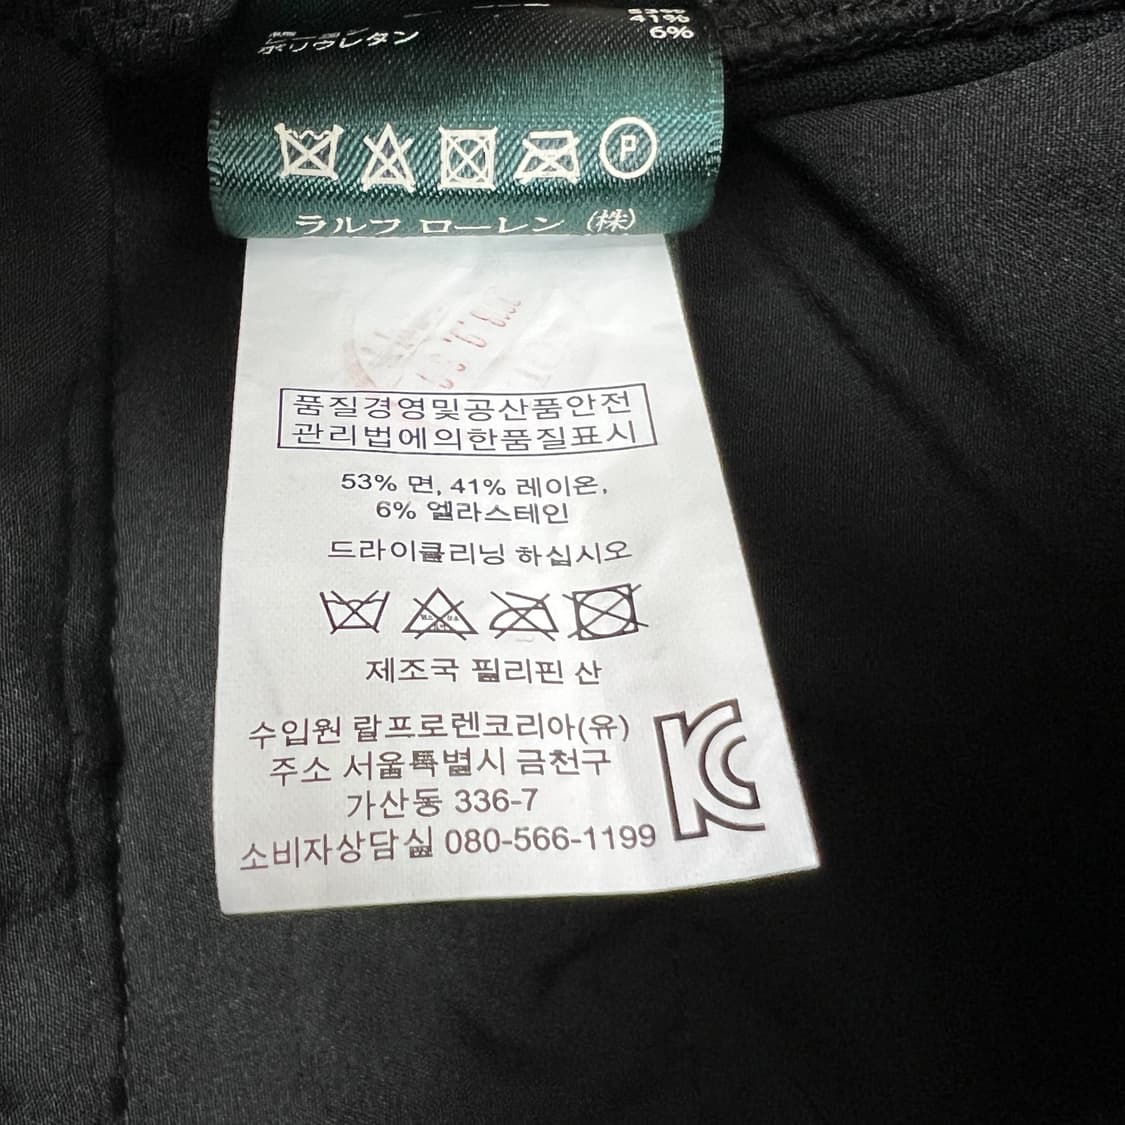 41%
ポリウレタン 6%
P
ラルフ ローレン (株)
품질경영및공산품안전
관리법에의한품질표시
53% 면, 41% 레이온,
6% 엘라스테인
드라이클리닝 하십시오
제조국 필리핀 산
수입원 랄프로렌코리아(유)
주소 서울특별시 금천구
가산동 336-7
소비자상담실 080-566-1199
KC